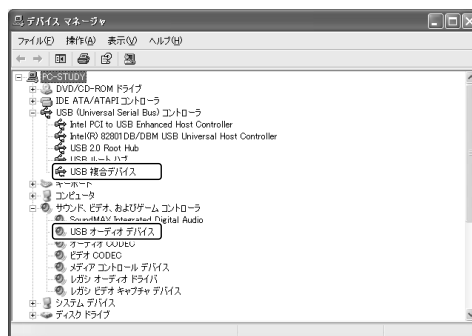 デバイス マネージャ
ファイル(F) 操作(A) 表示(V) ヘルプ(H)
PC-STUDY
DVD/CD-ROM ドライブ
IDE ATA/ATAPI コントローラ
USB (Universal Serial Bus) コントローラ
Intel PCI to USB Enhanced Host Controller
Intel(R) 82801DB/DBM USB Universal Host Controller
USB 2.0 Root Hub
USB ルート ハブ
USB 複合デバイス
キーボード
コンピュータ
サウンド、ビデオ、およびゲーム コントローラ
SoundMAX Integrated Digital Audio
USB オーディオ デバイス
オーディオ CODEC
ビデオ CODEC
メディア コントロール デバイス
レガシ オーディオ ドライバ
レガシ ビデオ キャプチャ デバイス
システム デバイス
ディスク ドライブ